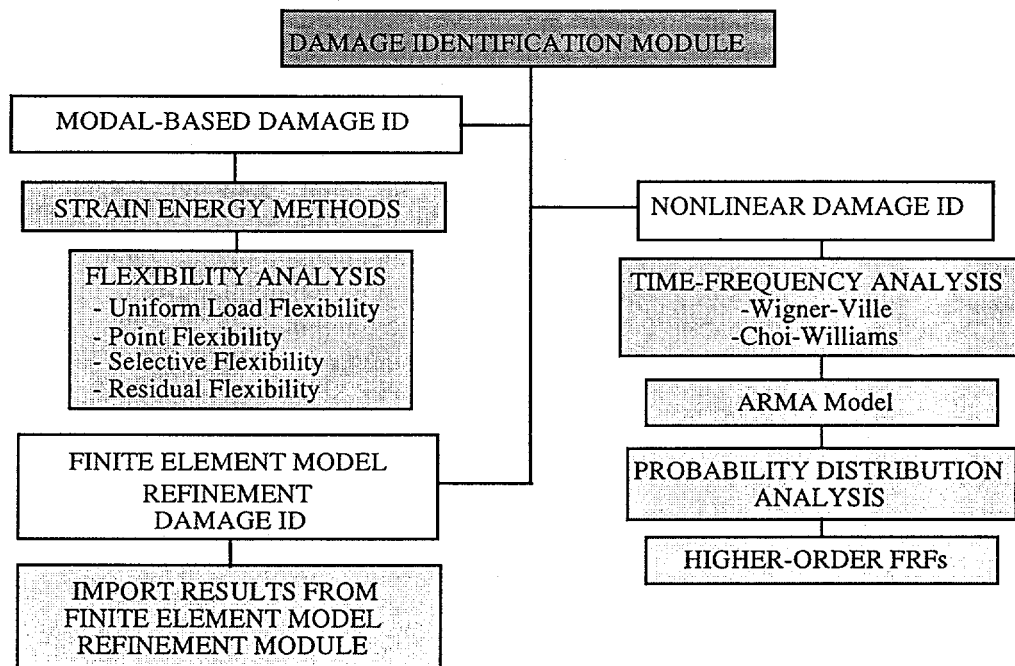 DAMAGE IDENTIFICATION MODULE
MODAL-BASED DAMAGE ID
STRAIN ENERGY METHODS
FLEXIBILITY ANALYSIS
- Uniform Load Flexibility
- Point Flexibility
- Selective Flexibility
- Residual Flexibility
FINITE ELEMENT MODEL
REFINEMENT
DAMAGE ID
IMPORT RESULTS FROM
FINITE ELEMENT MODEL
REFINEMENT MODULE
NONLINEAR DAMAGE ID
TIME-FREQUENCY ANALYSIS
-Wigner-Ville
-Choi-Williams
ARMA Model
PROBABILITY DISTRIBUTION
ANALYSIS
HIGHER-ORDER FRFs